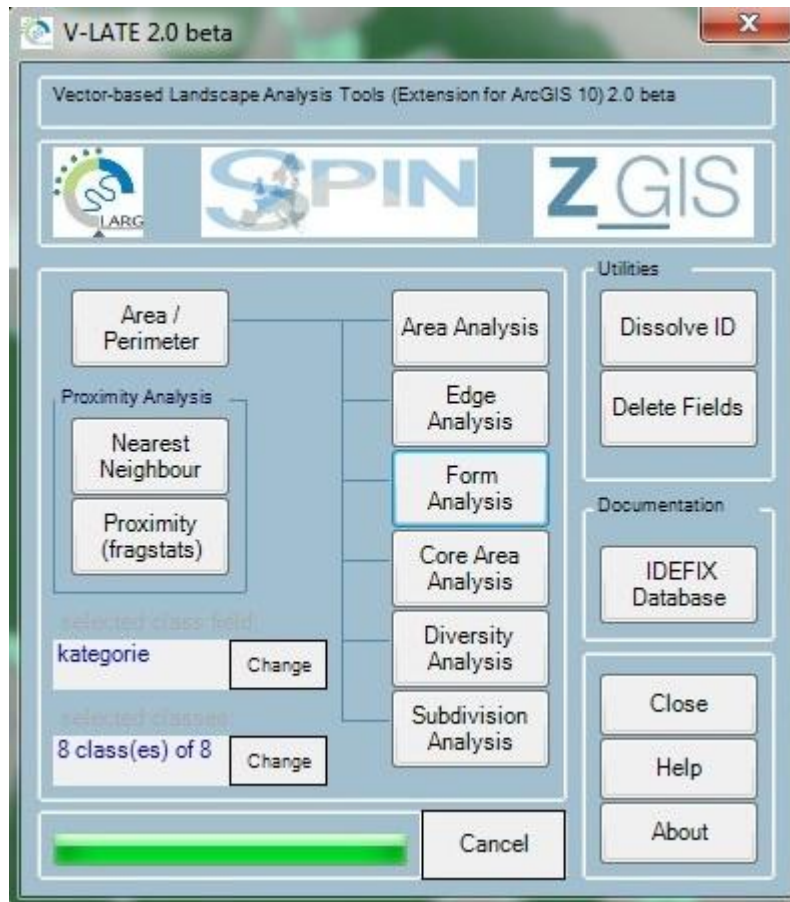 V-LATE 2.0 beta
Vector-based Landscape Analysis Tools (Extension for ArcGIS 10) 2.0 beta
LARG
SPIN
Z_GIS
Area /
Perimeter
Proximity Analysis
Nearest
Neighbour
Proximity
(fragstats)
selected class field:
kategorie
Change
selected classes:
8 class(es) of 8
Change
Area Analysis
Edge
Analysis
Form
Analysis
Core Area
Analysis
Diversity
Analysis
Subdivision
Analysis
Utilities
Dissolve ID
Delete Fields
Documentation
IDEFIX
Database
Close
Help
About
Cancel